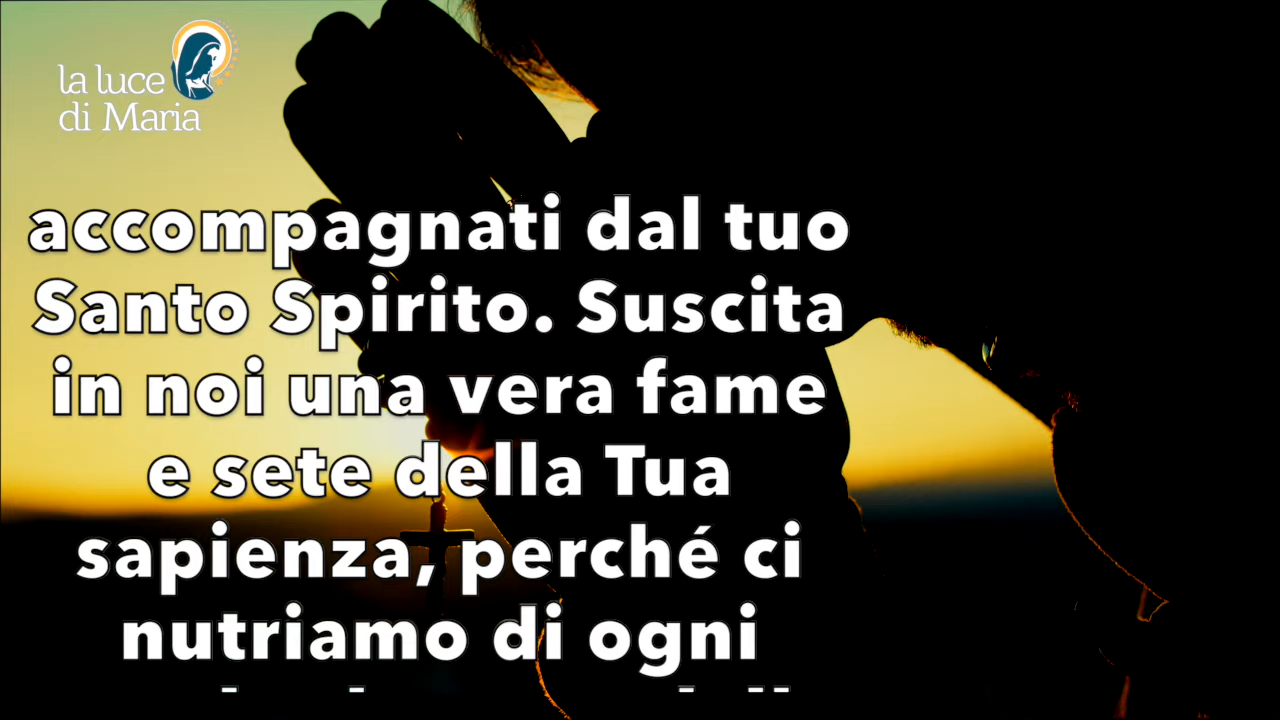 la luce
di Maria
accompagnati dal tuo
Santo Spirito. Suscita
in noi una vera fame
e sete della Tua
sapienza, perché ci
nutriamo di ogni